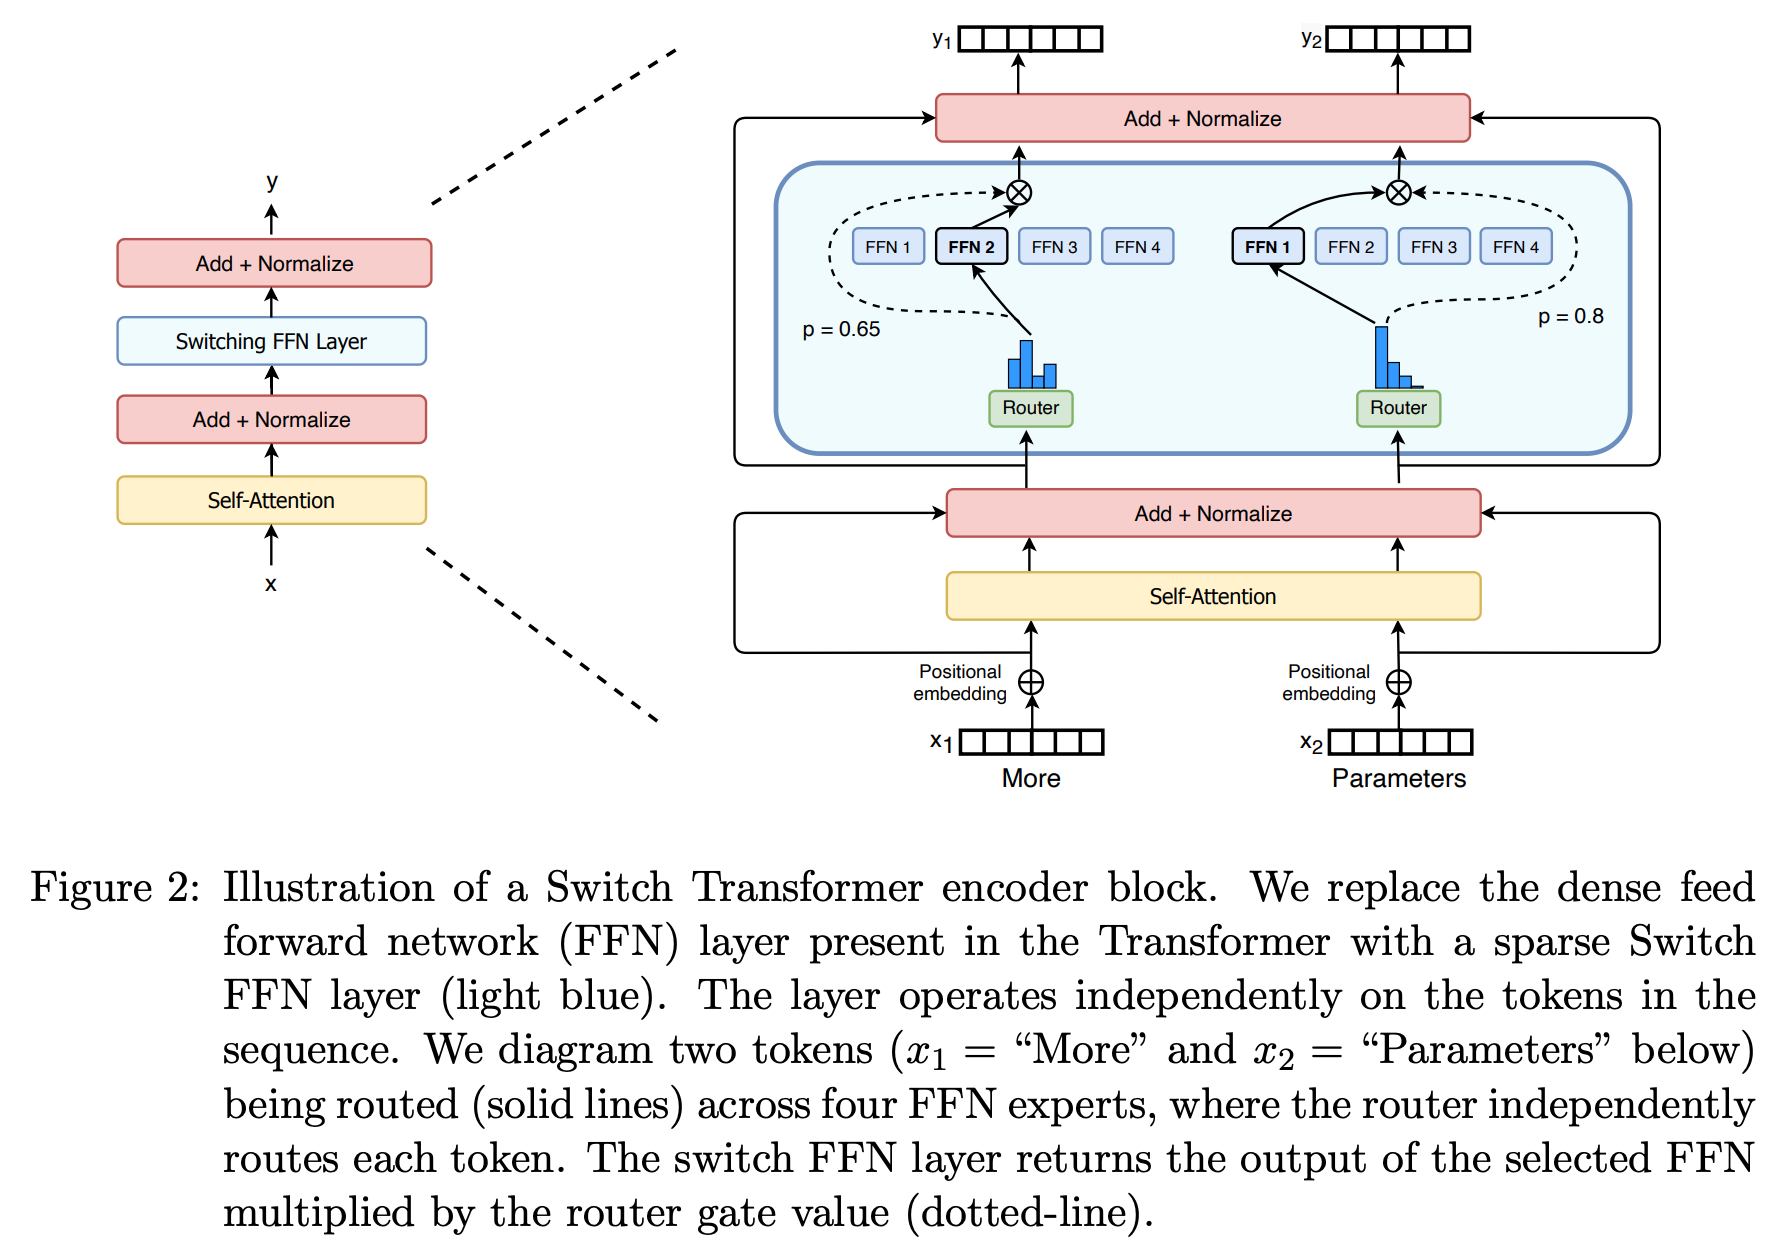 y
Add + Normalize
Switching FFN Layer
Add + Normalize
Self-Attention
x
y1
y2
Add + Normalize
FFN 1 FFN 2 FFN 3 FFN 4
FFN 1 FFN 2 FFN 3 FFN 4
p = 0.65
p = 0.8
Router
Router
Add + Normalize
Self-Attention
Positional
embedding
Positional
embedding
x1
x2
More
Parameters
Figure 2: Illustration of a Switch Transformer encoder block. We replace the dense feed
forward network (FFN) layer present in the Transformer with a sparse Switch
FFN layer (light blue). The layer operates independently on the tokens in the
sequence. We diagram two tokens (x1 = “More” and x2 = “Parameters” below)
being routed (solid lines) across four FFN experts, where the router independently
routes each token. The switch FFN layer returns the output of the selected FFN
multiplied by the router gate value (dotted-line).